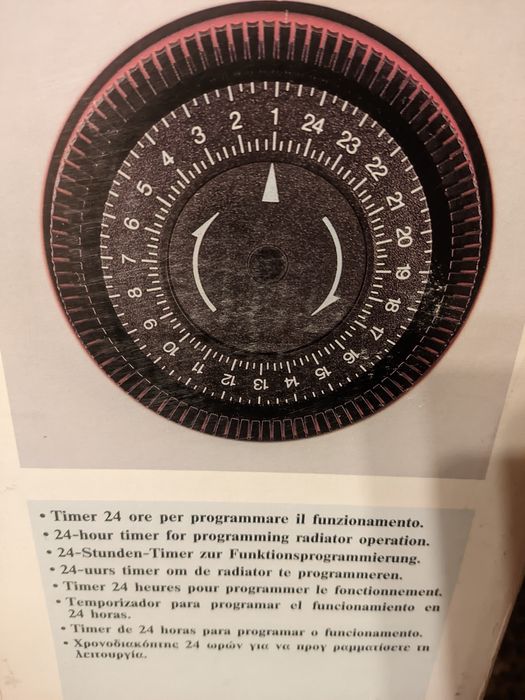 1
24
23
22
21
20
19
18
17
16
15
14
13
12
11
10
9
8
7
6
5
4
3
2
• Timer 24 ore per programmare il funzionamento.
• 24-hour timer for programming radiator operation.
• 24-Stunden-Timer zur Funktionsprogrammierung.
• 24-uurs timer om de radiator te programmeren.
• Timer 24 heures pour programmer le fonctionnement.
• Temporizador para programar el funcionamiento en
24 horas.
• Timer de 24 horas para programar o funcionamento.
• Χρονοδιακόπτης 24 ωρών για να προγ ραμματίσετε τη
λειτουργία.